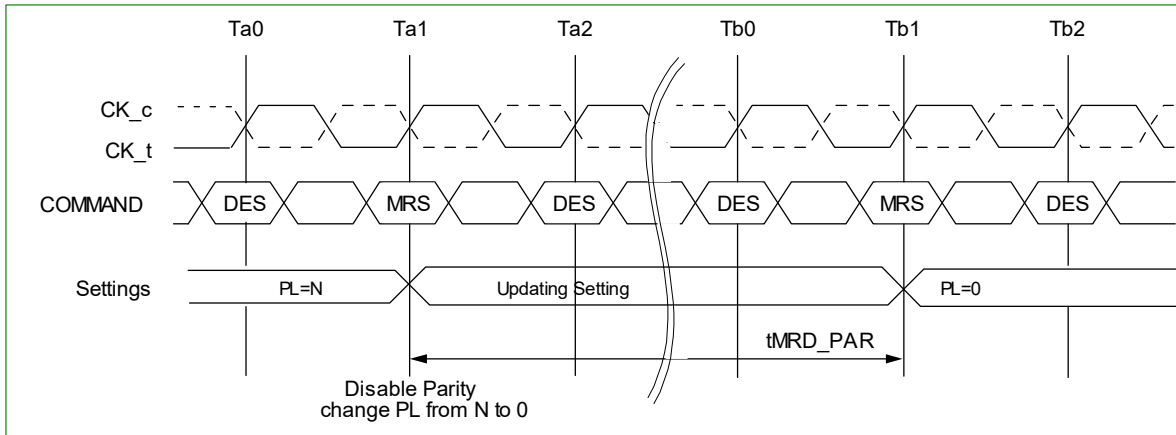 Ta0 Ta1 Ta2 Tb0 Tb1 Tb2
CK_c
CK_t
COMMAND DES MRS DES DES MRS DES
Settings PL=N Updating Setting PL=0
tMRD_PAR
Disable Parity
change PL from N to 0